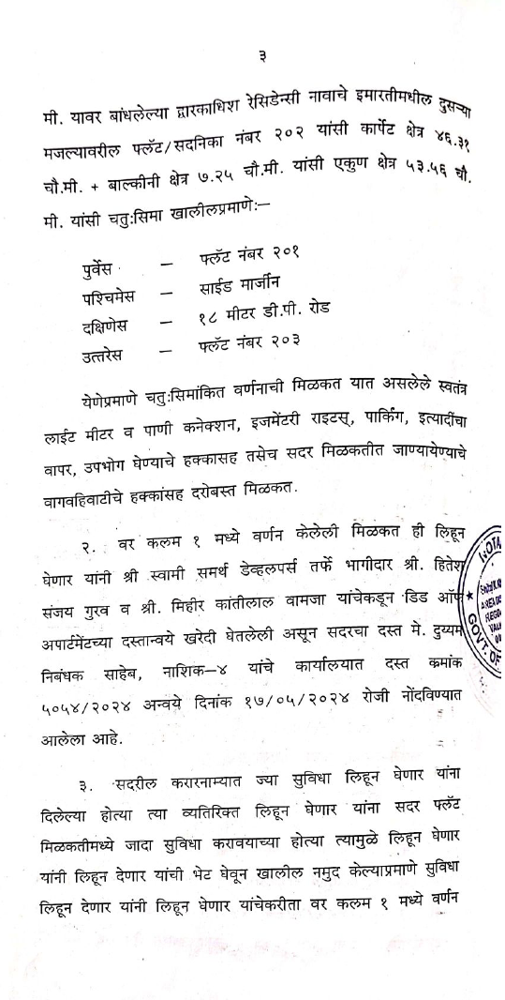 ३
मी. यावर बांधलेल्या द्वारकाधिश रेसिडेन्सी नावाचे इमारतीमधील दुसऱ्या
मजल्यावरील फ्लॅट/सदनिका नंबर २०२ यांसी कार्पेट क्षेत्र ४६.३१
चौ.मी. + बाल्कीनी क्षेत्र ७.२५ चौ.मी. यांसी एकुण क्षेत्र ५३.५६ चौ.
मी. यांसी चतु:सिमा खालीलप्रमाणे:—
पुर्वेस — फ्लॅट नंबर २०१
पश्चिमेस — साईड मार्जीन
दक्षिणेस — १८ मीटर डी.पी. रोड
उत्तरेस — फ्लॅट नंबर २०३
येणेप्रमाणे चतु:सिमांकित वर्णनाची मिळकत यात असलेले स्वतंत्र
लाईट मीटर व पाणी कनेक्शन, इजमेंटरी राइटस्, पार्किंग, इत्यादींचा
वापर, उपभोग घेण्याचे हक्कासह तसेच सदर मिळकतीत जाण्यायेण्याचे
वागवहिवाटीचे हक्कांसह दरोबस्त मिळकत.
२. वर कलम १ मध्ये वर्णन केलेली मिळकत ही लिहून
घेणार यांनी श्री स्वामी समर्थ डेव्हलपर्स तर्फे भागीदार श्री. हितेश
संजय गुरव व श्री. मिहीर कांतीलाल वामजा यांचेकडून डिड ऑफ
अपार्टमेंटच्या दस्तान्वये खरेदी घेतलेली असून सदरचा दस्त मे. दुय्यम
निबंधक साहेब, नाशिक—४ यांचे कार्यालयात दस्त क्रमांक
५०५४/२०२४ अन्वये दिनांक १७/०५/२०२४ रोजी नोंदविण्यात
आलेला आहे.
३. सदरील करारनाम्यात ज्या सुविधा लिहून घेणार यांना
दिलेल्या होत्या त्या व्यतिरिक्त लिहून घेणार यांना सदर फ्लॅट
मिळकतीमध्ये जादा सुविधा करावयाच्या होत्या त्यामुळे लिहून घेणार
यांनी लिहून देणार यांची भेट घेवून खालील नमुद केल्याप्रमाणे सुविधा
लिहून देणार यांनी लिहून घेणार यांचेकरीता वर कलम १ मध्ये वर्णन
GOVT. OF